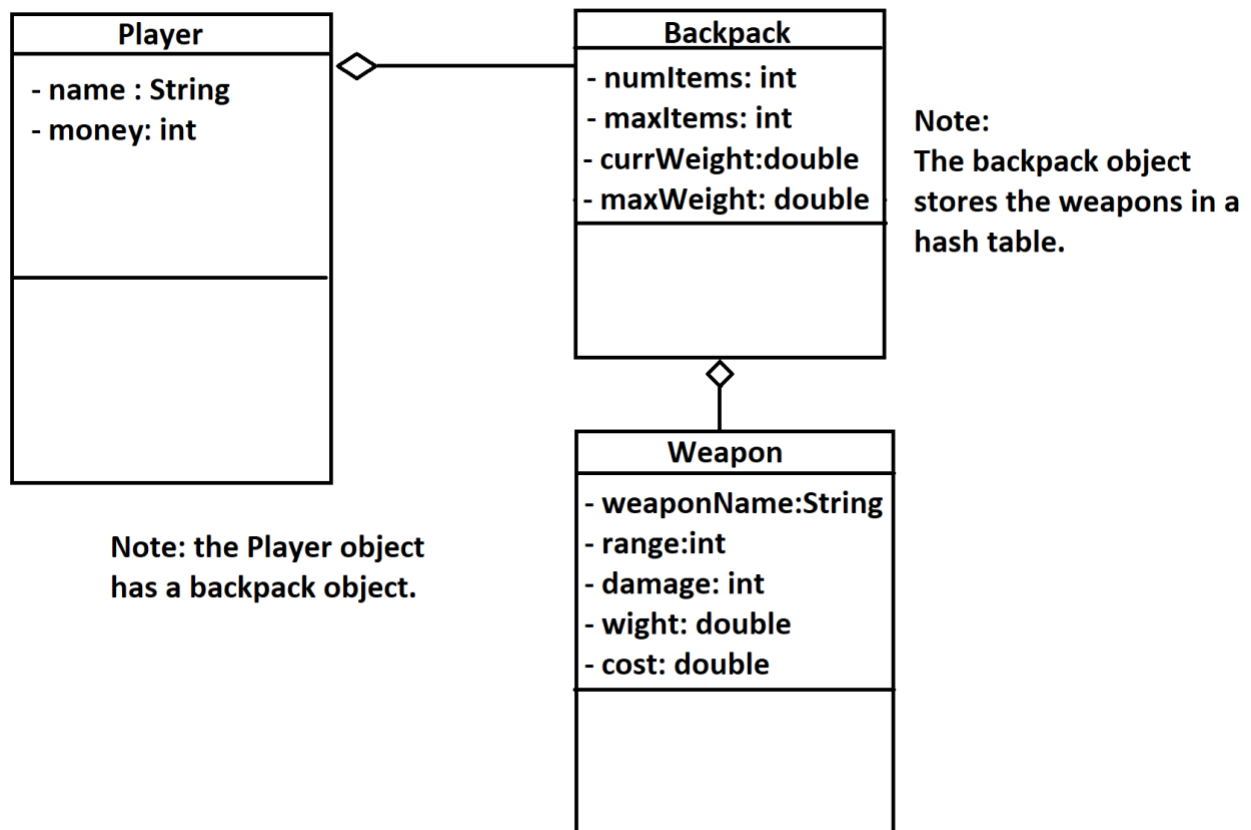 Player
- name : String
- money: int
Backpack
- numItems: int
- maxItems: int
- currWeight:double
- maxWeight: double
Note:
The backpack object
stores the weapons in a
hash table.
Note: the Player object
has a backpack object.
Weapon
- weaponName:String
- range:int
- damage: int
- wight: double
- cost: double